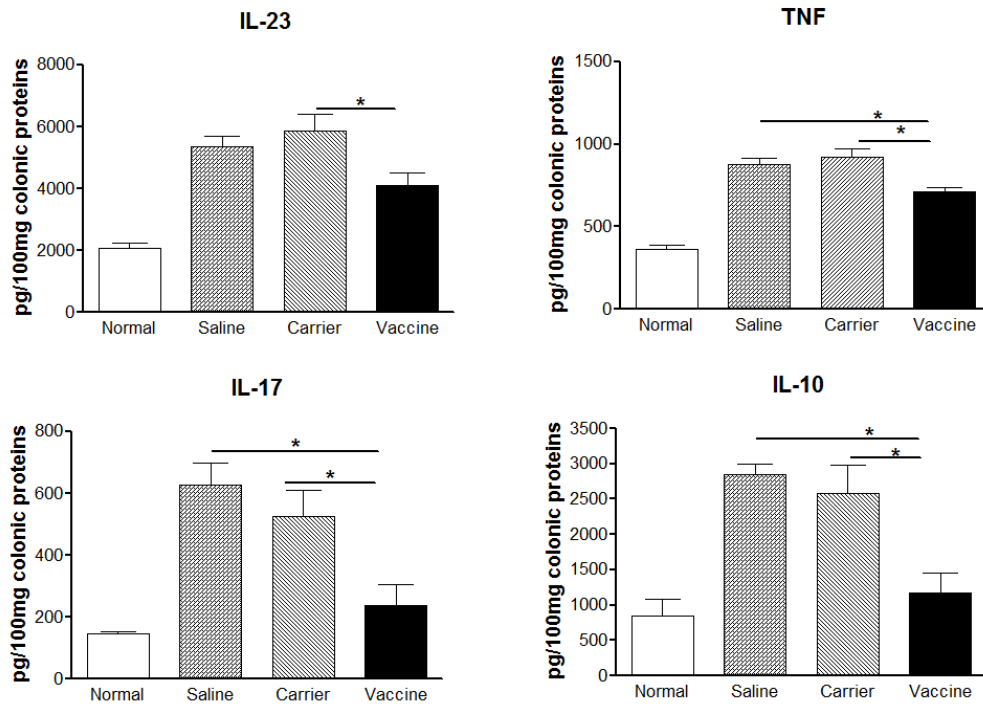 IL-23
pg/100mg colonic proteins
8000
6000
4000
2000
0
*
Normal Saline Carrier Vaccine
TNF
pg/100mg colonic proteins
1500
1000
500
0
*
*
Normal Saline Carrier Vaccine
IL-17
pg/100mg colonic proteins
800
600
400
200
0
*
*
Normal Saline Carrier Vaccine
IL-10
pg/100mg colonic proteins
3500
3000
2500
2000
1500
1000
500
0
*
*
Normal Saline Carrier Vaccine